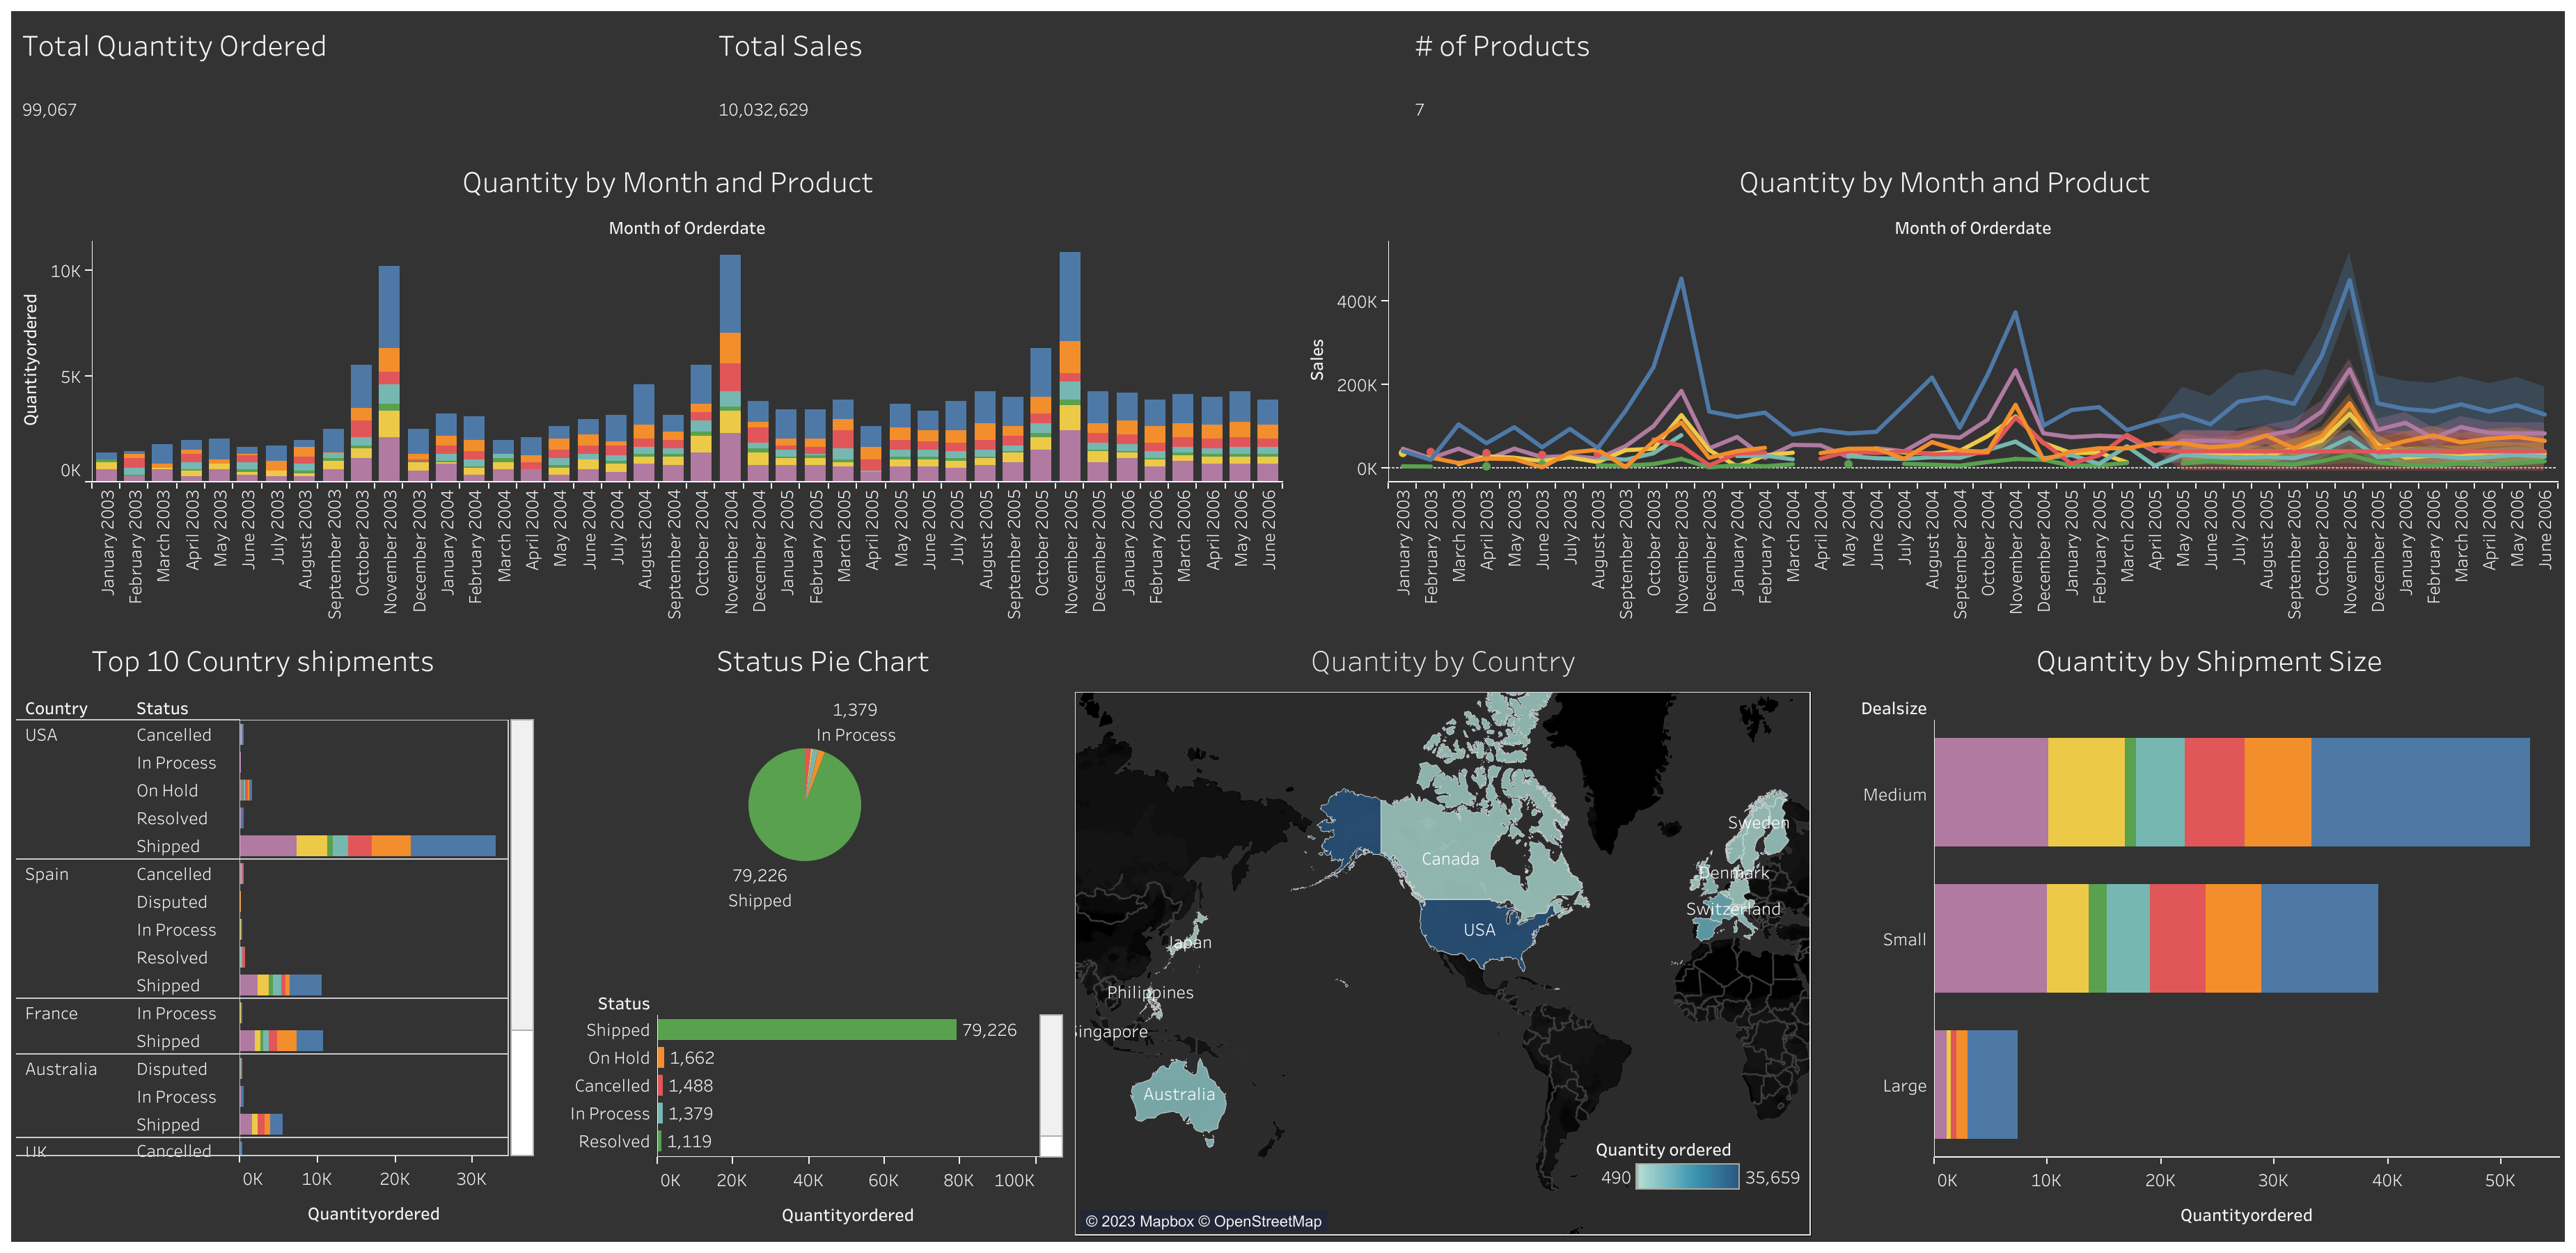 Total Quantity Ordered
Total Sales
# of Products
99,067
10,032,629
7
Quantity by Month and Product
Month of Orderdate
Quantityordered
10K
5K
0K
January 2003
February 2003
March 2003
April 2003
May 2003
June 2003
July 2003
August 2003
September 2003
October 2003
November 2003
December 2003
January 2004
February 2004
March 2004
April 2004
May 2004
June 2004
July 2004
August 2004
September 2004
October 2004
November 2004
December 2004
January 2005
February 2005
March 2005
April 2005
May 2005
June 2005
July 2005
August 2005
September 2005
October 2005
November 2005
December 2005
January 2006
February 2006
March 2006
April 2006
May 2006
June 2006
Quantity by Month and Product
Month of Orderdate
Sales
400K
200K
0K
January 2003
February 2003
March 2003
April 2003
May 2003
June 2003
July 2003
August 2003
September 2003
October 2003
November 2003
December 2003
January 2004
February 2004
March 2004
April 2004
May 2004
June 2004
July 2004
August 2004
September 2004
October 2004
November 2004
December 2004
January 2005
February 2005
March 2005
April 2005
May 2005
June 2005
July 2005
August 2005
September 2005
October 2005
November 2005
December 2005
January 2006
February 2006
March 2006
April 2006
May 2006
June 2006
Top 10 Country shipments
Country Status
USA Cancelled
In Process
On Hold
Resolved
Shipped
Spain Cancelled
Disputed
In Process
Resolved
Shipped
France In Process
Shipped
Australia Disputed
In Process
Shipped
UK Cancelled
0K 10K 20K 30K
Quantityordered
Status Pie Chart
1,379
In Process
79,226
Shipped
Status
Shipped 79,226
On Hold 1,662
Cancelled 1,488
In Process 1,379
Resolved 1,119
0K 20K 40K 60K 80K 100K
Quantityordered
Quantity by Country
Sweden
Canada
Denmark
Switzerland
USA
Japan
Philippines
Singapore
Australia
Quantity ordered
490 35,659
© 2023 Mapbox © OpenStreetMap
Quantity by Shipment Size
Dealsize
Medium
Small
Large
0K 10K 20K 30K 40K 50K
Quantityordered